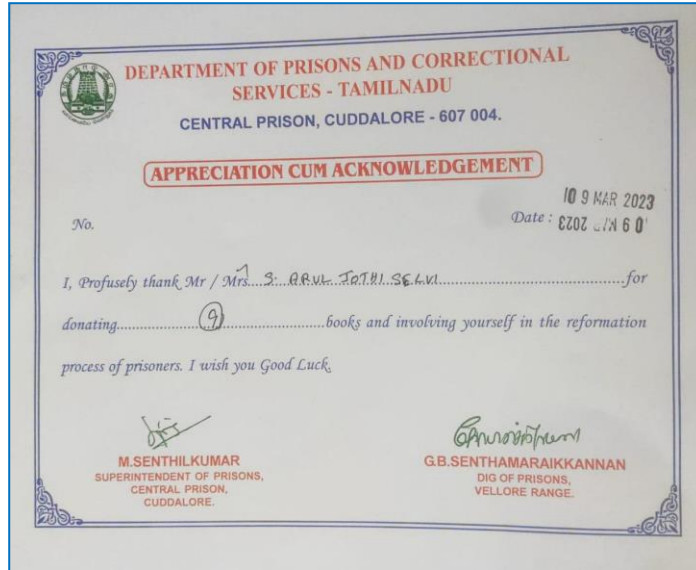 DEPARTMENT OF PRISONS AND CORRECTIONAL
SERVICES - TAMILNADU
CENTRAL PRISON, CUDDALORE - 607 004.
APPRECIATION CUM ACKNOWLEDGEMENT
09 MAR 2023
No.
Date :
I, Profusely thank Mr / Mrs. S. ARUL JOTHI SELVI for
donating (9) books and involving yourself in the reformation
process of prisoners. I wish you Good Luck.
M.SENTHILKUMAR
SUPERINTENDENT OF PRISONS,
CENTRAL PRISON,
CUDDALORE.
G.B.SENTHAMARAIKKANNAN
DIG OF PRISONS,
VELLORE RANGE.